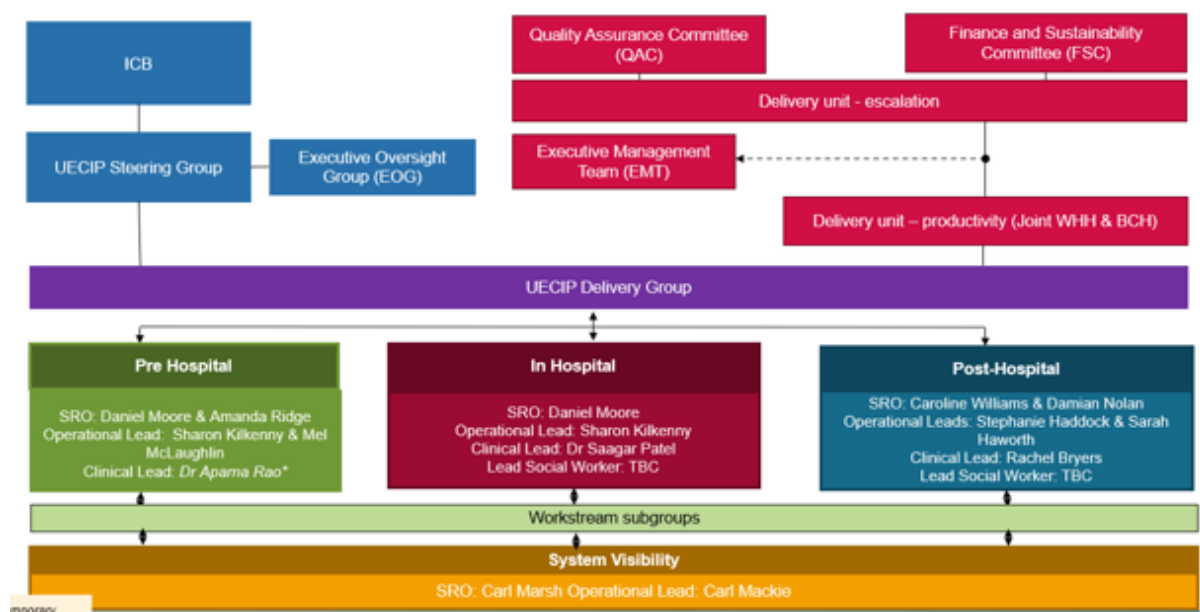 ICB
UECIP Steering Group
Executive Oversight
Group (EOG)
Quality Assurance Committee
(QAC)
Finance and Sustainability
Committee (FSC)
Delivery unit - escalation
Executive Management
Team (EMT)
Delivery unit – productivity (Joint WHH & BCH)
UECIP Delivery Group
Pre Hospital
SRO: Daniel Moore & Amanda Ridge
Operational Lead: Sharon Kilkenny & Mel
McLaughlin
Clinical Lead: Dr Aparna Rao*
In Hospital
SRO: Daniel Moore
Operational Lead: Sharon Kilkenny
Clinical Lead: Dr Saagar Patel
Lead Social Worker: TBC
Post-Hospital
SRO: Caroline Williams & Damian Nolan
Operational Leads: Stephanie Haddock & Sarah
Haworth
Clinical Lead: Rachel Bryers
Lead Social Worker: TBC
Workstream subgroups
System Visibility
SRO: Carl Marsh Operational Lead: Carl Mackie